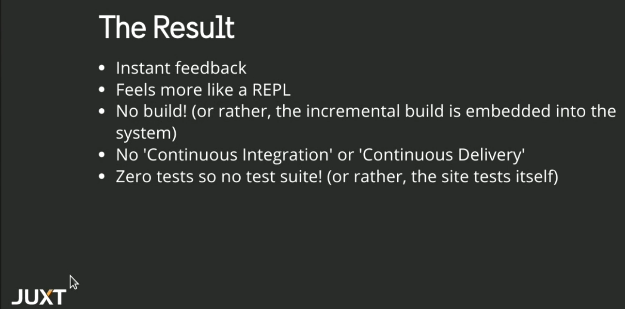 The Result
• Instant feedback
• Feels more like a REPL
• No build! (or rather, the incremental build is embedded into the
system)
• No 'Continuous Integration' or 'Continuous Delivery'
• Zero tests so no test suite! (or rather, the site tests itself)
JUXT